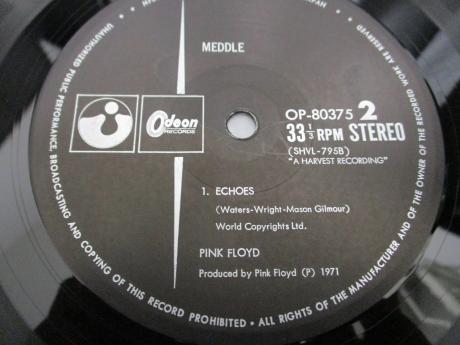 MEDDLE
Odeon
RECORDS
OP-80375 2
33 1/3 RPM STEREO
(SHVL-795B)
"A HARVEST RECORDING"
1. ECHOES
(Waters-Wright-Mason Gilmour)
World Copyrights Ltd.
PINK FLOYD
Produced by Pink Floyd (P) 1971
UNAUTHORIZED PUBLIC PERFORMANCE, BROADCASTING AND COPYING OF THIS RECORD PROHIBITED • ALL RIGHTS OF THE MANUFACTURER AND OF THE OWNER OF THE RECORDED WORK ARE RESERVED